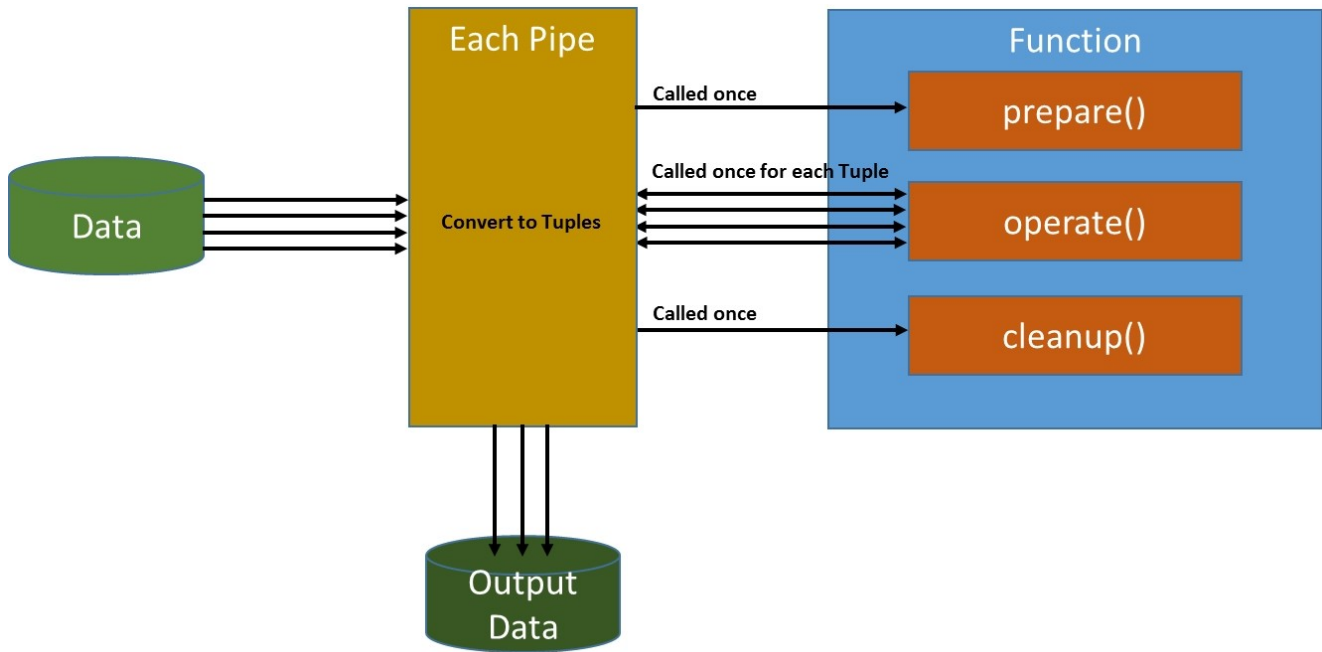 Each Pipe
Function
Called once
prepare()
Called once for each Tuple
Data
Convert to Tuples
operate()
Called once
cleanup()
Output
Data